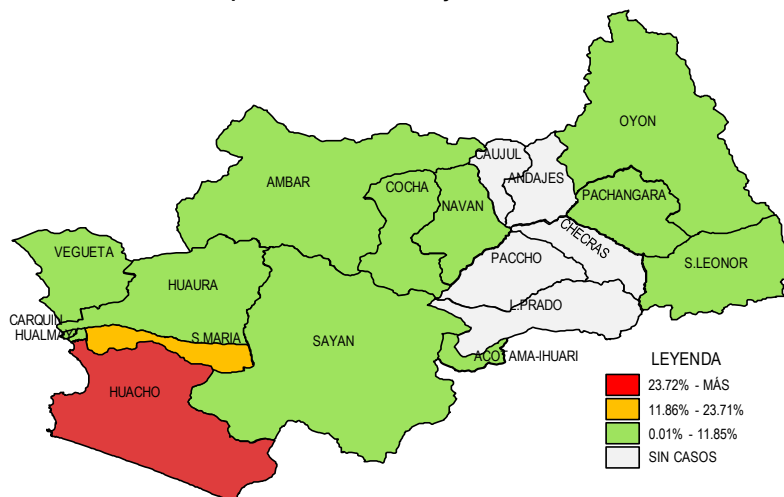 OYON
CAUJUL
ANDAJES
AMBAR
COCHA
NAVAN
PACHANGARA
CHECRAS
VEGUETA
PACCHO
S.LEONOR
HUAURA
L.PRADO
CARQUIN
HUALMAY
S.MARIA
SAYAN
ACOTAMA-IHUARI
HUACHO
LEYENDA
23.72% - MÁS
11.86% - 23.71%
0.01% - 11.85%
SIN CASOS